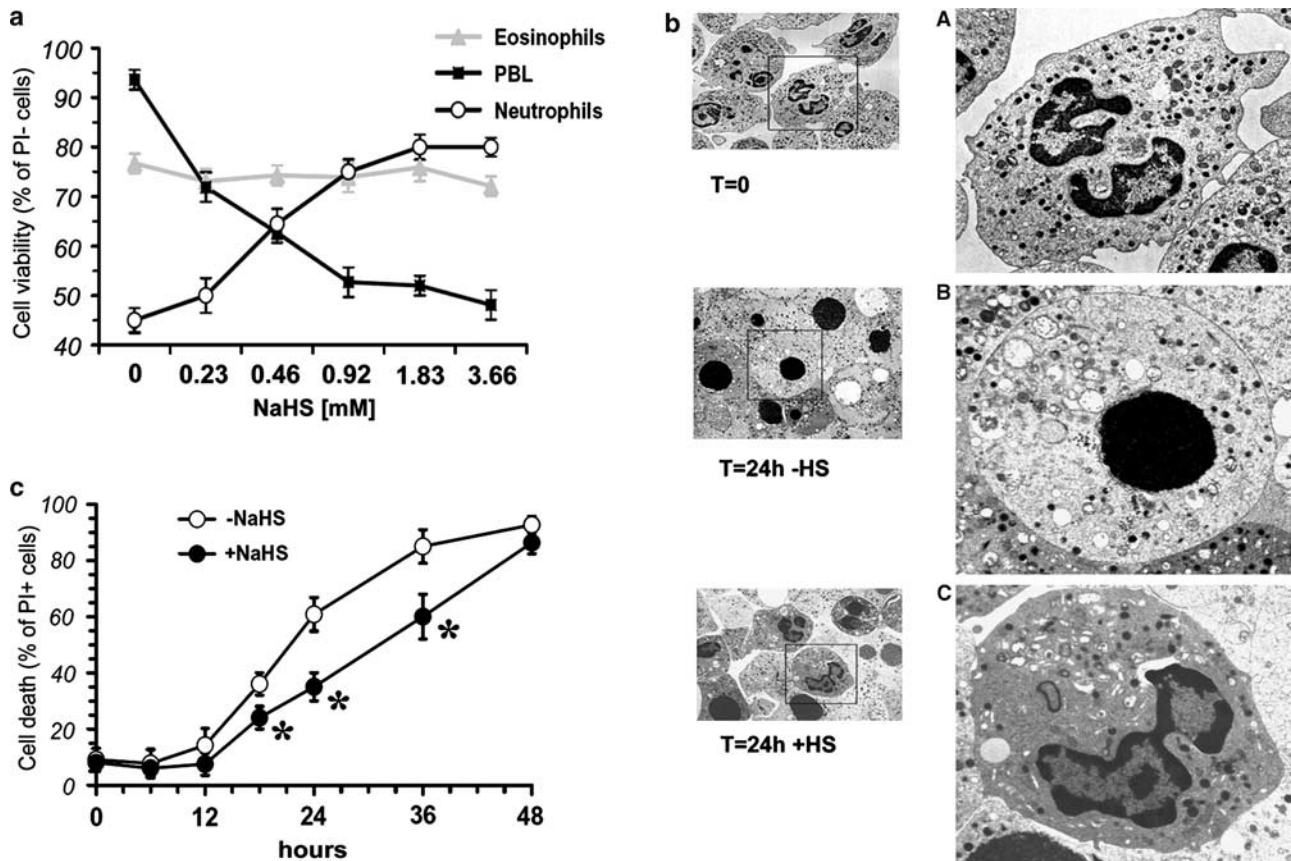 a
Cell viability (% of PI- cells)
100
90
80
70
60
50
40
0 0.23 0.46 0.92 1.83 3.66
NaHS [mM]
Eosinophils
PBL
Neutrophils
b
T=0
T=24h -HS
T=24h +HS
A
B
C
c
Cell death (% of PI+ cells)
100
80
60
40
20
0
0 12 24 36 48
hours
-NaHS
+NaHS
*
*
*